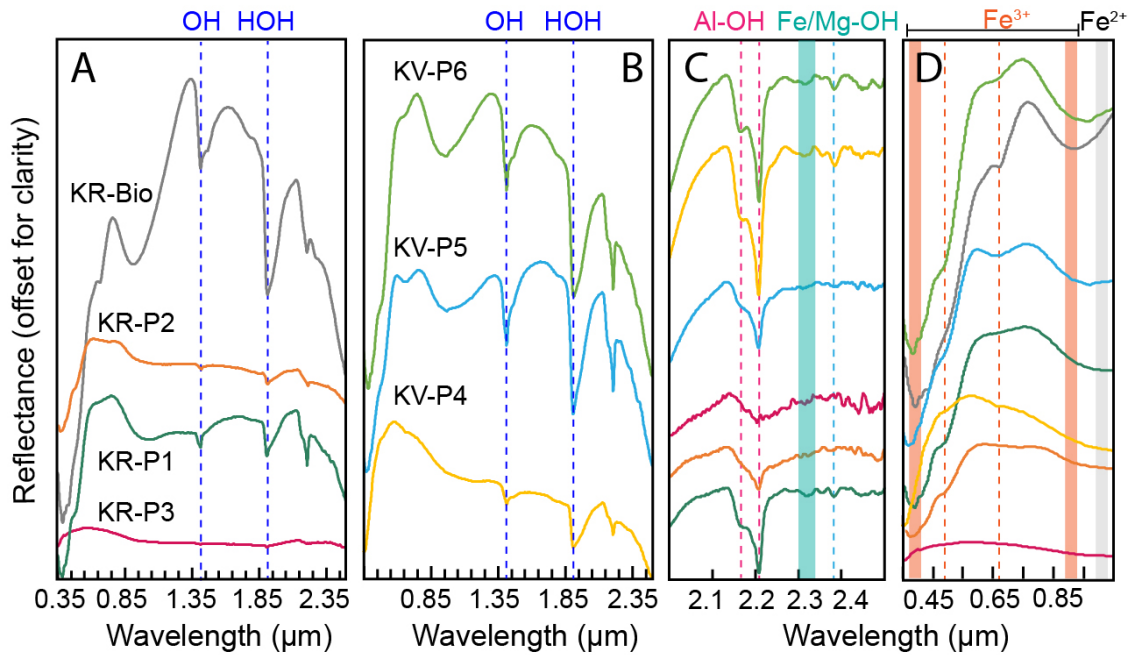 OH HOH OH HOH Al-OH Fe/Mg-OH Fe³⁺ Fe²⁺
A B C D
KV-P6
KR-Bio
KV-P5
KR-P2
KV-P4
KR-P1
KR-P3
Reflectance (offset for clarity)
0.35 0.85 1.35 1.85 2.35 0.35 0.85 1.35 1.85 2.35 2.1 2.2 2.3 2.4 0.45 0.65 0.85
Wavelength (μm) Wavelength (μm) Wavelength (μm) Wavelength (μm)